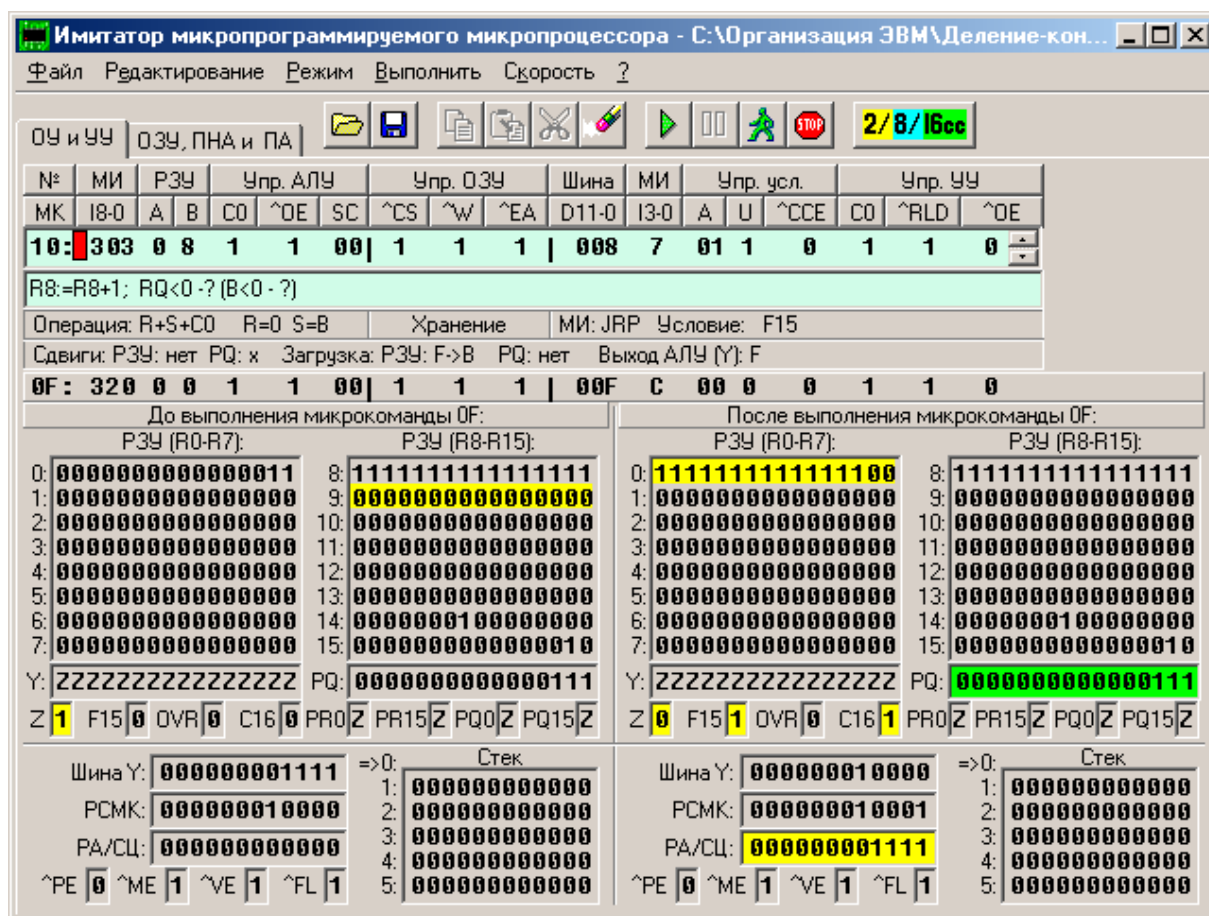 Имитатор микропрограммируемого микропроцессора - C:\Организация ЭВМ\Деление-кон...
Файл Редактирование Режим Выполнить Скорость ?
ОУ и УУ ОЗУ, ПНА и ПА STOP 2/8/16сс
№ МИ РЗУ Упр. АЛУ Упр. ОЗУ Шина МИ Упр. усл. Упр. УУ
МК I8-0 A B C0 ^OE SC ^CS ^W ^EA D11-0 I3-0 A U ^CCE C0 ^RLD ^OE
10: 303 0 8 1 1 00| 1 1 1 | 008 7 01 1 0 1 1 0
R8:=R8+1; RQ<0 -? (B<0 - ?)
Операция: R+S+C0 R=0 S=B Хранение МИ: JRP Условие: F15
Сдвиги: РЗУ: нет PQ: x Загрузка: РЗУ: F->B PQ: нет Выход АЛУ (Y): F
0F: 320 0 0 1 1 00| 1 1 1 | 00F C 00 0 0 1 1 0
До выполнения микрокоманды 0F: После выполнения микрокоманды 0F:
РЗУ (R0-R7): РЗУ (R8-R15): РЗУ (R0-R7): РЗУ (R8-R15):
0: 0000000000000011 8: 1111111111111111 0: 1111111111111100 8: 1111111111111111
1: 0000000000000000 9: 0000000000000000 1: 0000000000000000 9: 0000000000000000
2: 0000000000000000 10: 0000000000000000 2: 0000000000000000 10: 0000000000000000
3: 0000000000000000 11: 0000000000000000 3: 0000000000000000 11: 0000000000000000
4: 0000000000000000 12: 0000000000000000 4: 0000000000000000 12: 0000000000000000
5: 0000000000000000 13: 0000000000000000 5: 0000000000000000 13: 0000000000000000
6: 0000000000000000 14: 0000000100000000 6: 0000000000000000 14: 0000000100000000
7: 0000000000000000 15: 0000000000000010 7: 0000000000000000 15: 0000000000000010
Y: ZZZZZZZZZZZZZZZZ PQ: 0000000000000111 Y: ZZZZZZZZZZZZZZZZ PQ: 0000000000000111
Z 1 F15 0 OVR 0 C16 0 PR0 Z PR15 Z PQ0 Z PQ15 Z Z 0 F15 1 OVR 0 C16 1 PR0 Z PR15 Z PQ0 Z PQ15 Z
Шина Y: 000000001111 =>0: Стек Шина Y: 000000010000 =>0: Стек
РСМК: 000000010000 1: 000000000000 РСМК: 000000010001 1: 000000000000
РА/СЦ: 000000000000 2: 000000000000 РА/СЦ: 000000001111 2: 000000000000
3: 000000000000 3: 000000000000
4: 000000000000 4: 000000000000
^PE 0 ^ME 1 ^VE 1 ^FL 1 5: 000000000000 ^PE 0 ^ME 1 ^VE 1 ^FL 1 5: 000000000000